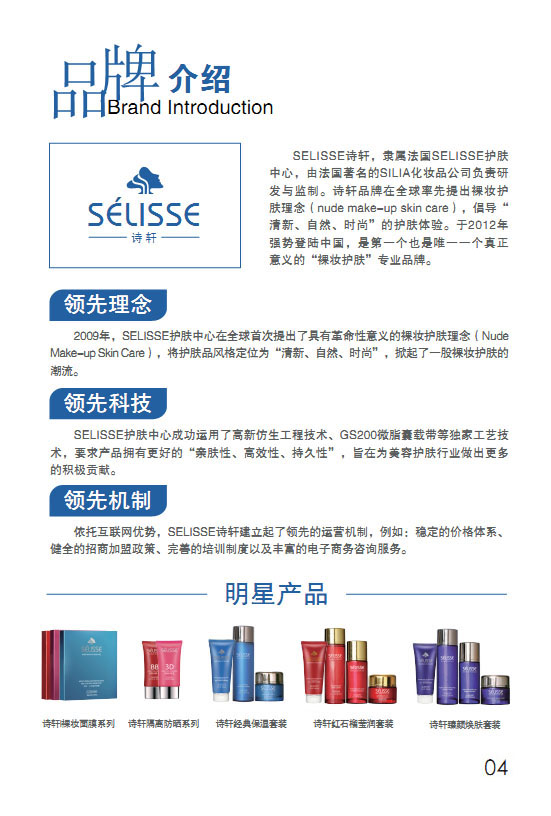 品牌介绍
Brand Introduction
SÉLISSE
诗轩
SELISSE诗轩，隶属法国SELISSE护肤
中心，由法国著名的SILIA化妆品公司负责研
发与监制。诗轩品牌在全球率先提出裸妆护
肤理念（nude make-up skin care），倡导“
清新、自然、时尚”的护肤体验。于2012年
强势登陆中国，是第一个也是唯一一个真正
意义的“裸妆护肤”专业品牌。
领先理念
2009年，SELISSE护肤中心在全球首次提出了具有革命性意义的裸妆护肤理念（Nude
Make-up Skin Care），将护肤品风格定位为“清新、自然、时尚”，掀起了一股裸妆护肤的
潮流。
领先科技
SELISSE护肤中心成功运用了高新仿生工程技术、GS200微脂囊载带等独家工艺技
术，要求产品拥有更好的“亲肤性、高效性、持久性”，旨在为美容护肤行业做出更多
的积极贡献。
领先机制
依托互联网优势，SELISSE诗轩建立起了领先的运营机制，例如：稳定的价格体系、
健全的招商加盟政策、完善的培训制度以及丰富的电子商务咨询服务。
明星产品
SÉLISSE
BB
3D
SÉLISSE
SÉLISSE
SÉLISSE
诗轩裸妆面膜系列
诗轩隔离防晒系列
诗轩经典保湿套装
诗轩红石榴莹润套装
诗轩臻颜焕肤套装
04